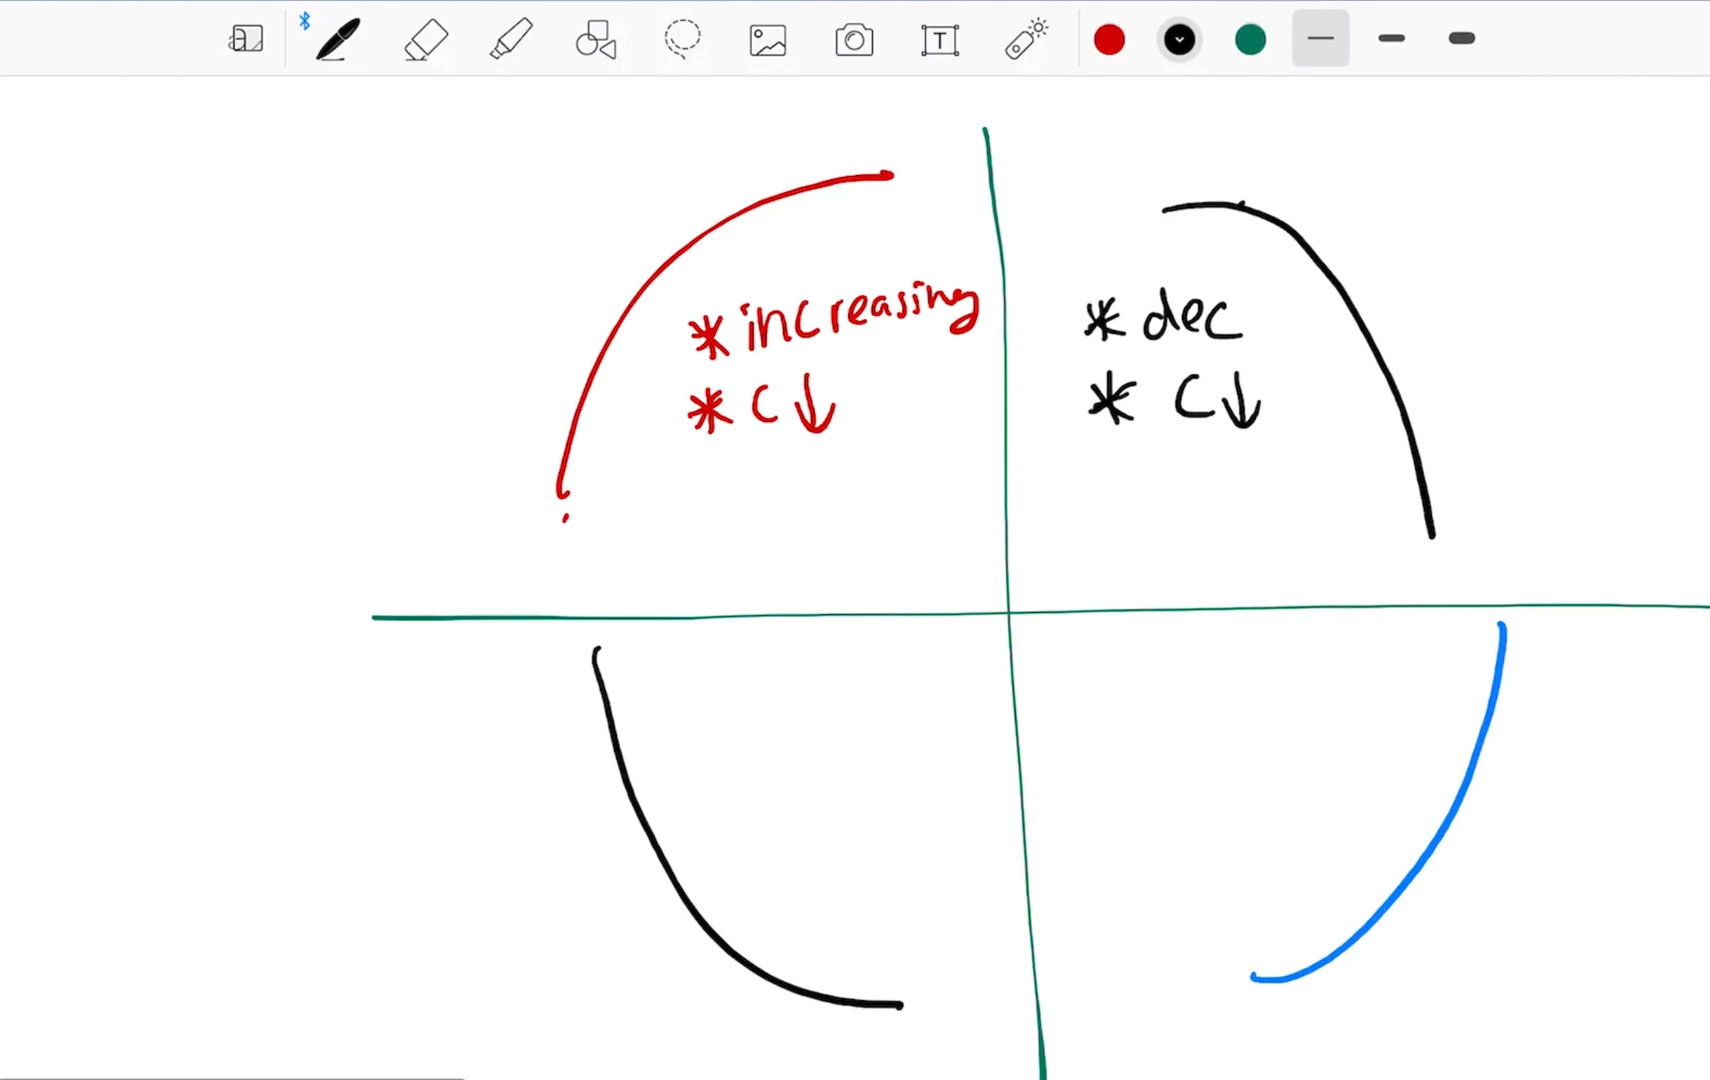 * increasing
* C ↓
* dec
* C ↓